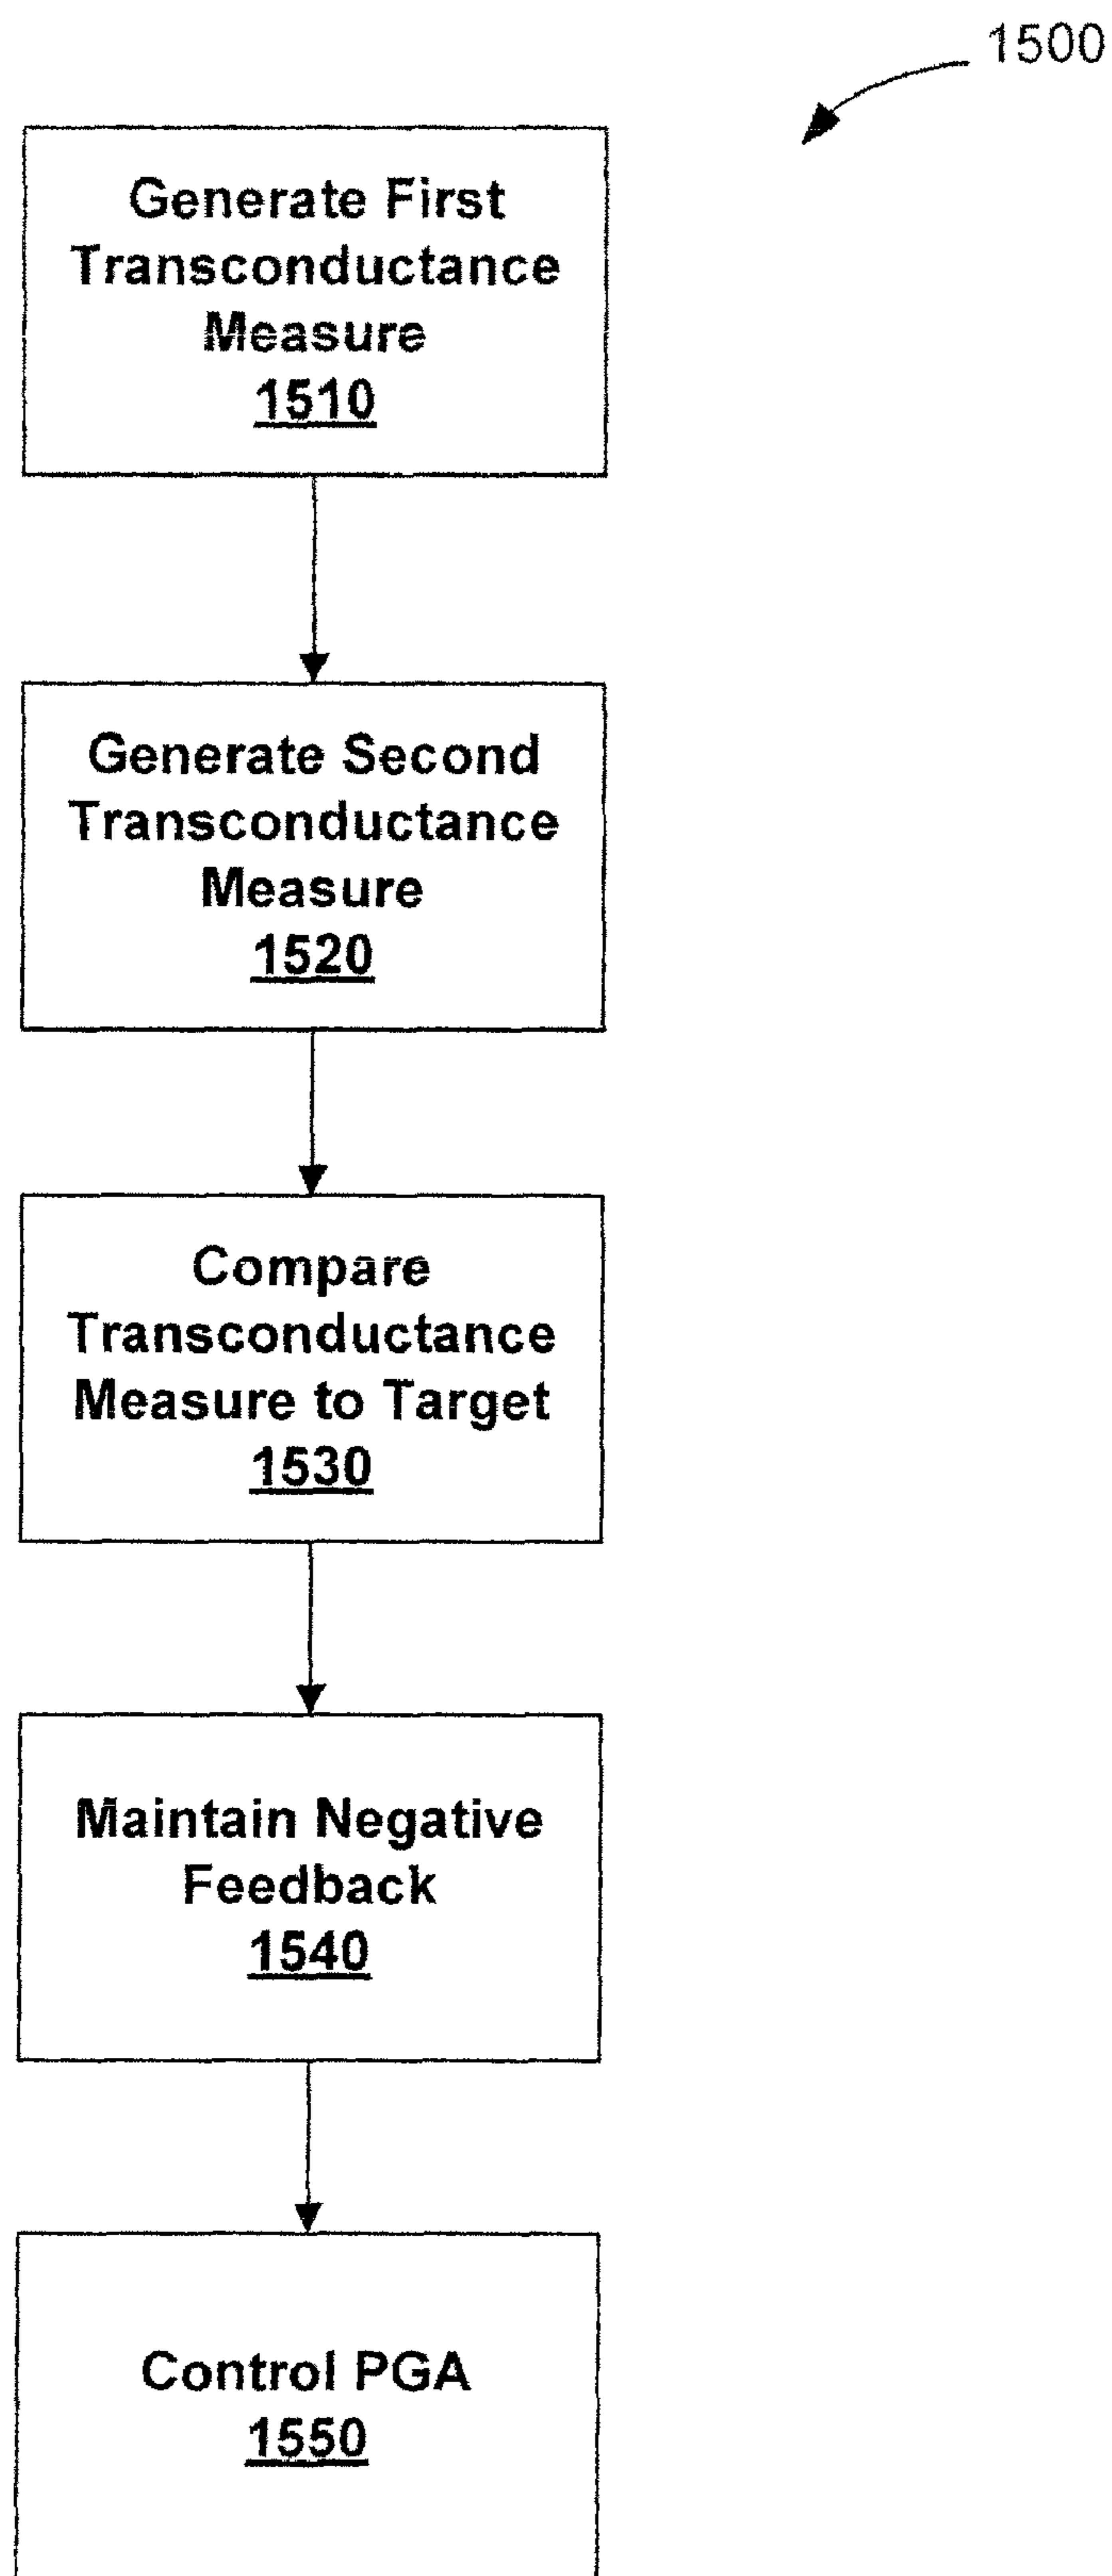 1500
Generate First
Transconductance
Measure
1510
Generate Second
Transconductance
Measure
1520
Compare
Transconductance
Measure to Target
1530
Maintain Negative
Feedback
1540
Control PGA
1550